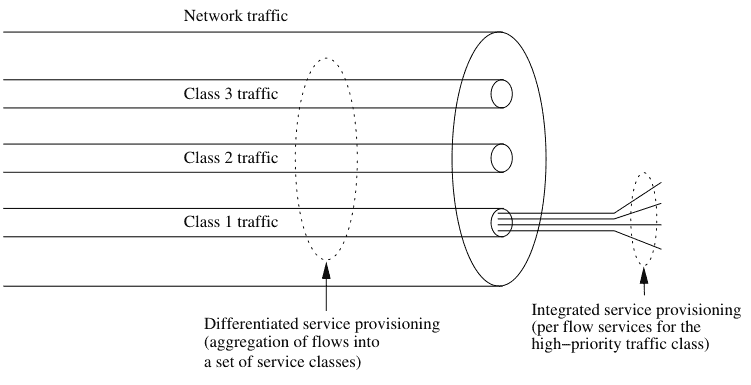 Network traffic
Class 3 traffic
Class 2 traffic
Class 1 traffic
Differentiated service provisioning
(aggregation of flows into
a set of service classes)
Integrated service provisioning
(per flow services for the
high−priority traffic class)